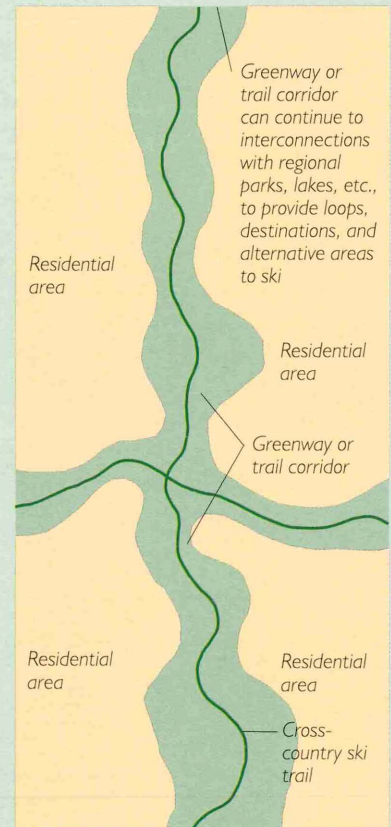 Greenway or
trail corridor
can continue to
interconnections
with regional
parks, lakes, etc.,
to provide loops,
destinations, and
alternative areas
to ski
Residential
area
Residential
area
Greenway or
trail corridor
Residential
area
Residential
area
Cross-
country ski
trail